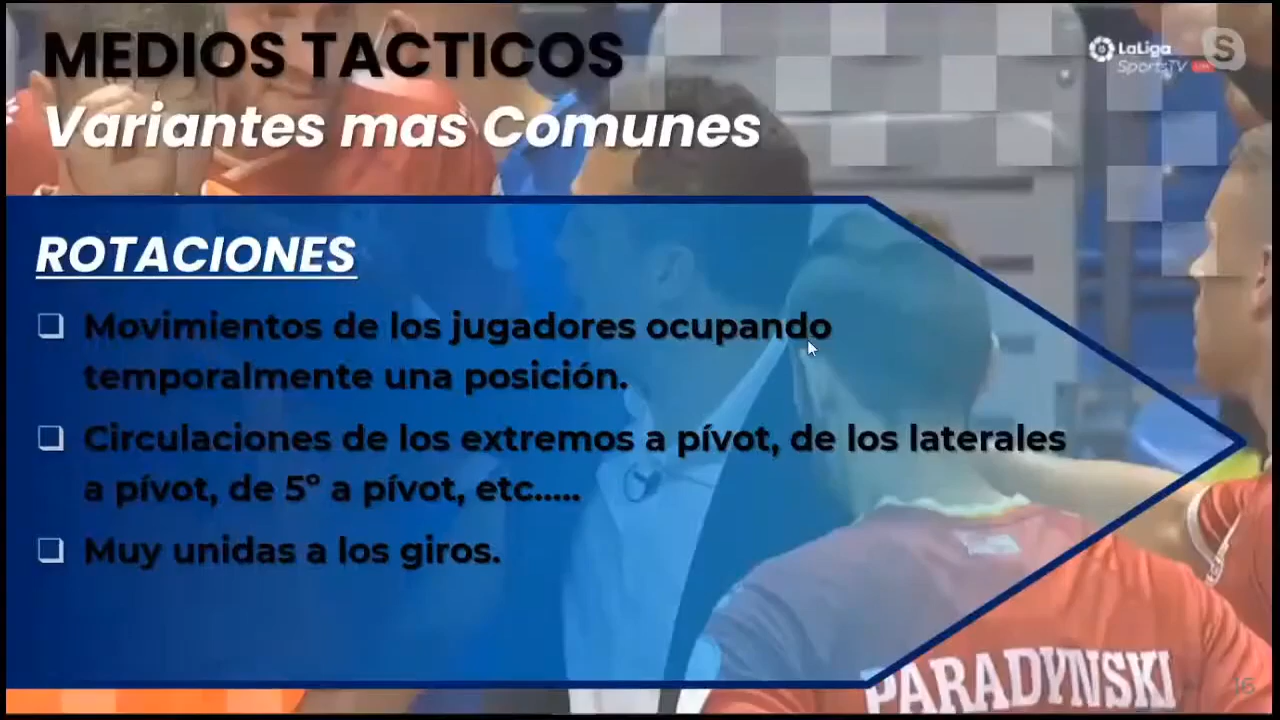 MEDIOS TACTICOS
Variantes mas Comunes
LaLiga
SportsTV
S
ROTACIONES
Movimientos de los jugadores ocupando
temporalmente una posición.
Circulaciones de los extremos a pívot, de los laterales
a pívot, de 5º a pívot, etc.....
Muy unidas a los giros.
PARADYNSKI